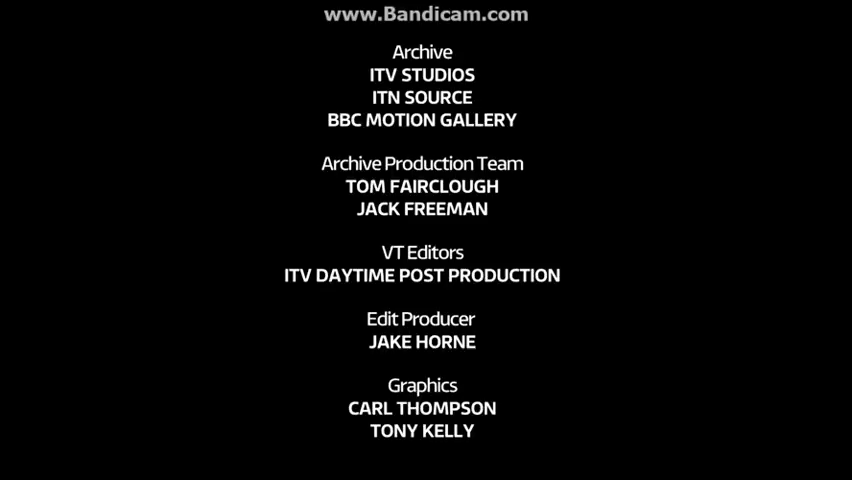 www.Bandicam.com
Archive
ITV STUDIOS
ITN SOURCE
BBC MOTION GALLERY
Archive Production Team
TOM FAIRCLOUGH
JACK FREEMAN
VT Editors
ITV DAYTIME POST PRODUCTION
Edit Producer
JAKE HORNE
Graphics
CARL THOMPSON
TONY KELLY